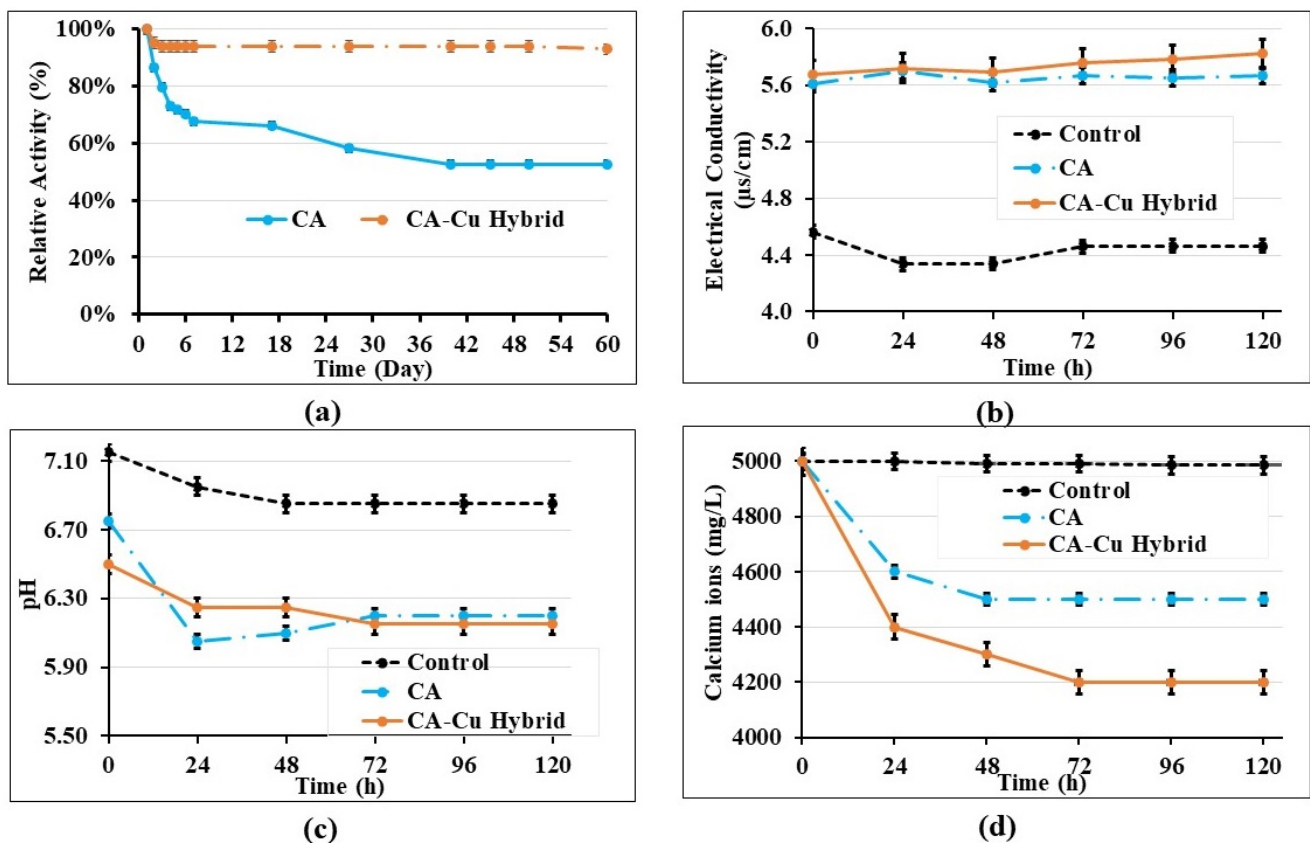 100%
80%
60%
40%
20%
0%
Relative Activity (%)
CA
CA-Cu Hybrid
0 6 12 18 24 30 36 42 48 54 60
Time (Day)
(a)
6.0
5.6
5.2
4.8
4.4
4.0
Electrical Conductivity
(µs/cm)
Control
CA
CA-Cu Hybrid
0 24 48 72 96 120
Time (h)
(b)
7.10
6.70
6.30
5.90
5.50
pH
Control
CA
CA-Cu Hybrid
0 24 48 72 96 120
Time (h)
(c)
5000
4800
4600
4400
4200
4000
Calcium ions (mg/L)
Control
CA
CA-Cu Hybrid
0 24 48 72 96 120
Time (h)
(d)